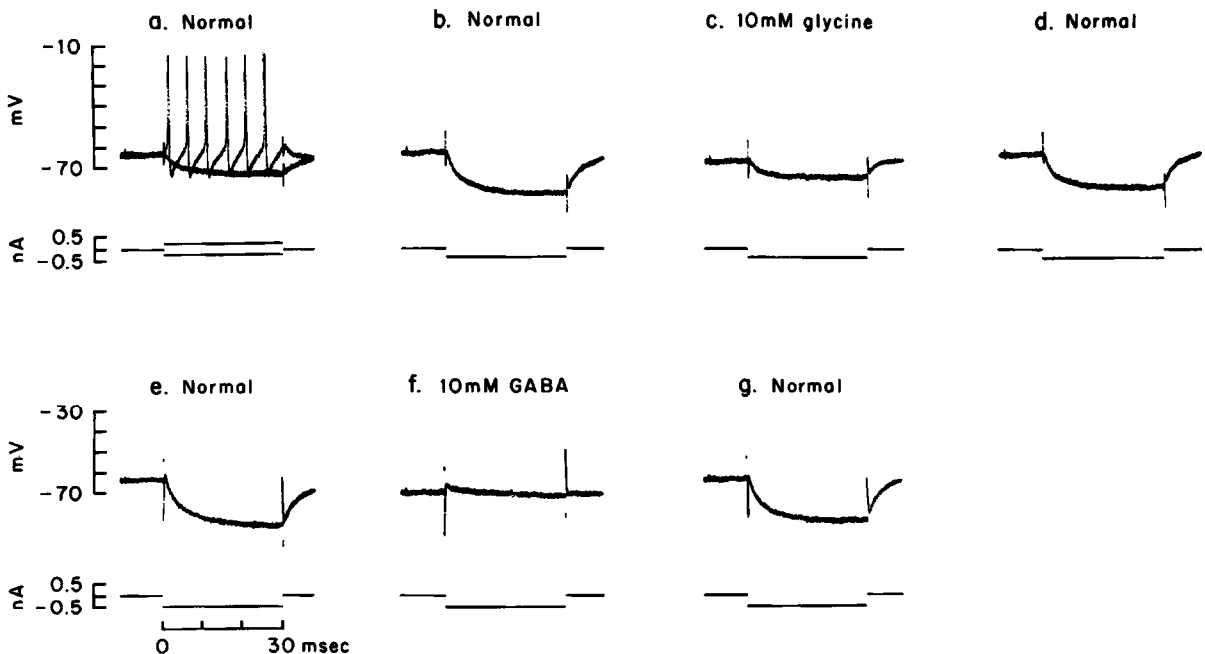 a. Normal
b. Normal
c. 10mM glycine
d. Normal
-10
mV
-70
0.5
nA
-0.5
e. Normal
f. 10mM GABA
g. Normal
-30
mV
-70
0.5
nA
-0.5
0 30 msec